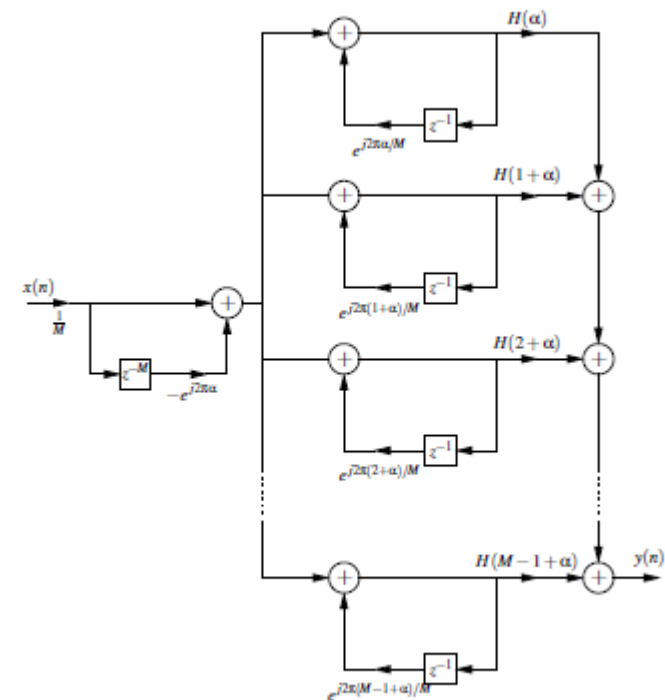 H(α)
+
z⁻¹
e^{j2πα/M}
H(1+α)
+
+
z⁻¹
e^{j2π(1+α)/M}
x(n)
1/M
+
z⁻ᴹ
−e^{j2πα}
H(2+α)
+
+
z⁻¹
e^{j2π(2+α)/M}
H(M−1+α)
+
+
y(n)
z⁻¹
e^{j2π(M−1+α)/M}